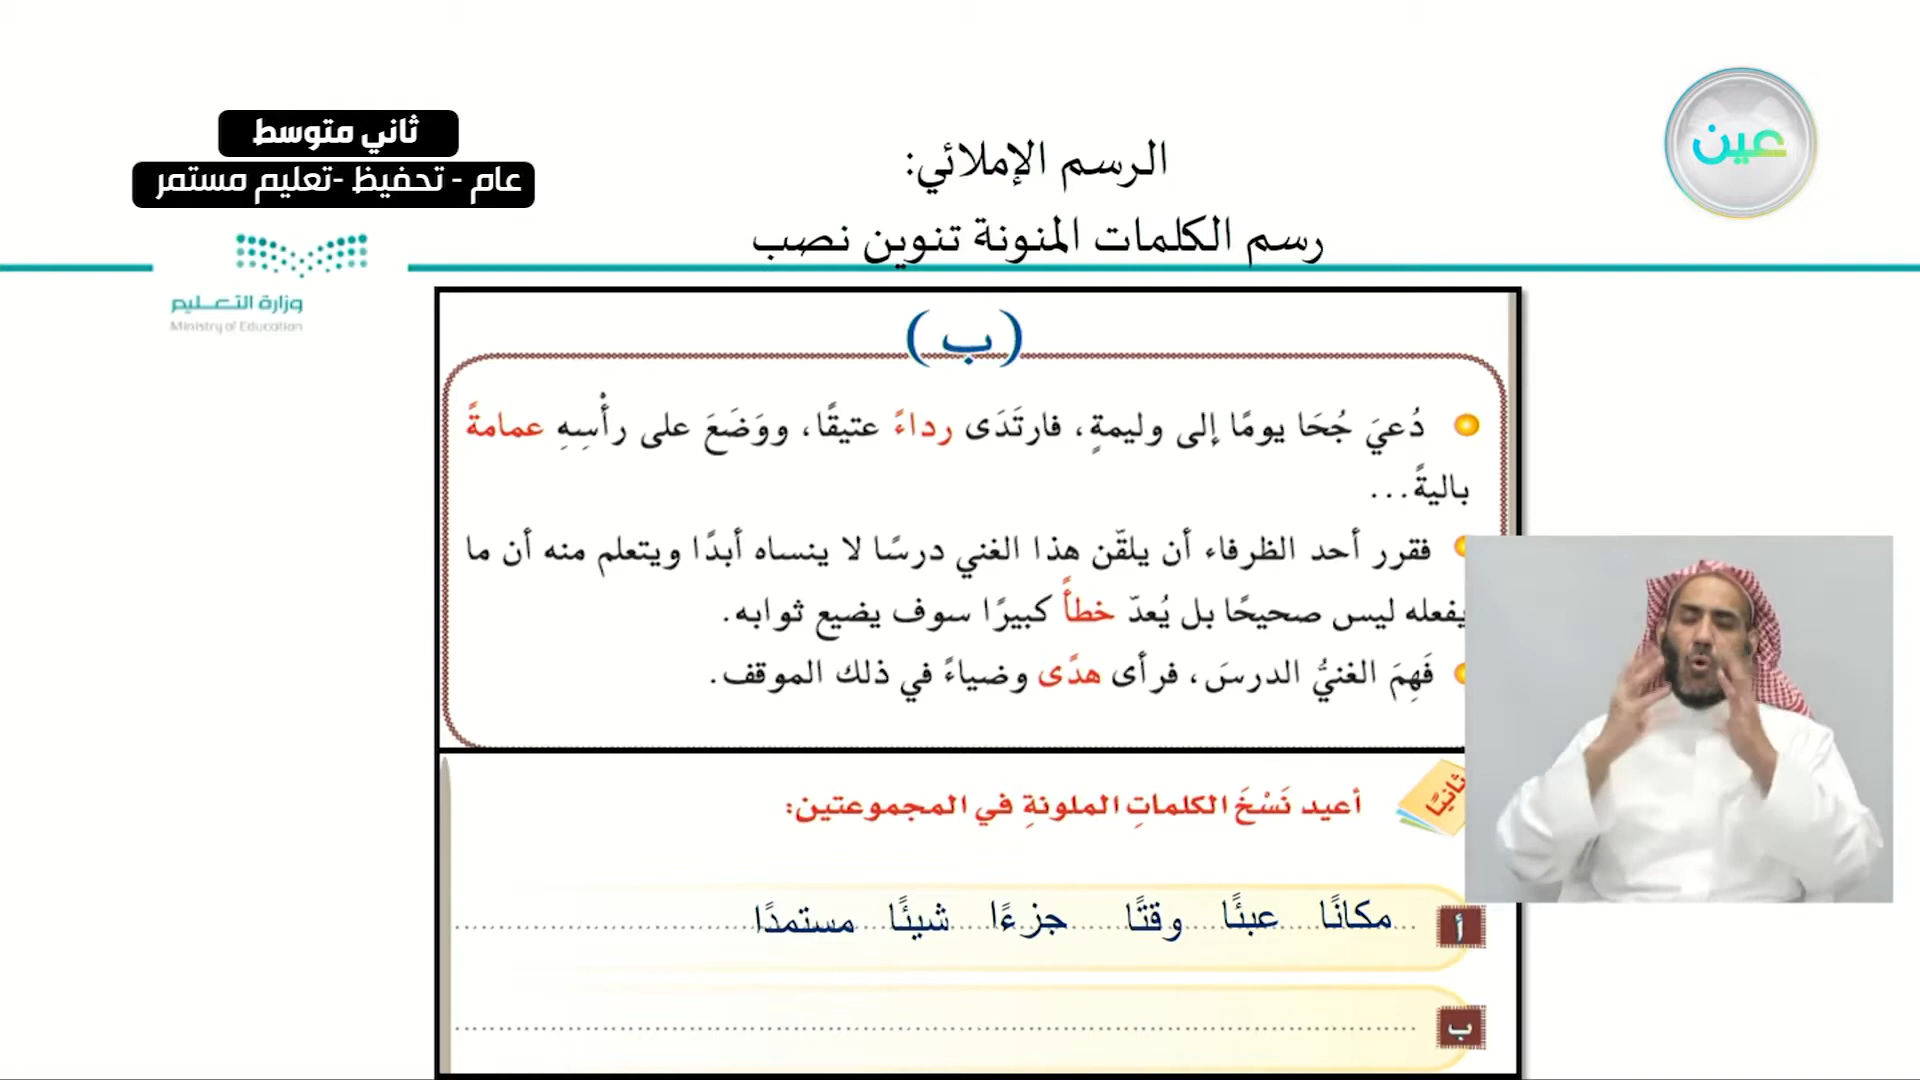 عين
ثاني متوسط
عام - تحفيظ -تعليم مستمر
وزارة التعليم
Ministry of Education
الرسم الإملائي:
رسم الكلمات المنونة تنوين نصب
(ب)
دُعيَ جُحَا يومًا إلى وليمةٍ، فارتَدَى رداءً عتيقًا، ووَضَعَ على رأْسِهِ عمامةً
باليةً...
فقرر أحد الظرفاء أن يلقّن هذا الغني درسًا لا ينساه أبدًا ويتعلم منه أن ما
يفعله ليس صحيحًا بل يُعدّ خطأً كبيرًا سوف يضيع ثوابه.
فَهِمَ الغنيُّ الدرسَ، فرأى هدًى وضياءً في ذلك الموقف.
ثانيًا
أعيد نَسْخَ الكلماتِ الملونةِ في المجموعتين:
أ مكانًا عبئًا وقتًا جزءًا شيئًا مستمدًا
ب